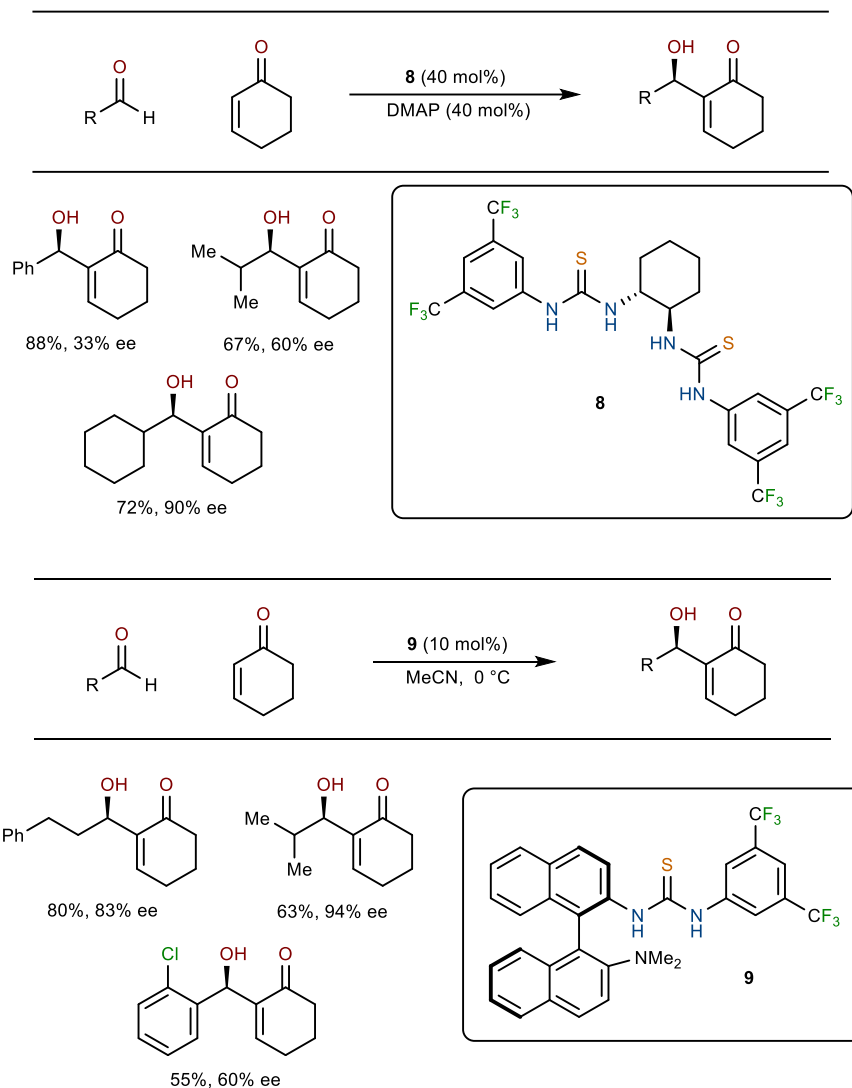 O
R H
O
8 (40 mol%)
DMAP (40 mol%)
OH O
R
OH O
Ph
88%, 33% ee
OH O
Me
Me
67%, 60% ee
OH O
72%, 90% ee
CF3
F3C
S
N
H
N
H
HN
S
HN
CF3
CF3
8
O
R H
O
9 (10 mol%)
MeCN, 0 °C
OH O
R
OH O
Ph
80%, 83% ee
OH O
Me
Me
63%, 94% ee
Cl OH O
55%, 60% ee
CF3
S
N
H
N
H
CF3
NMe2
9